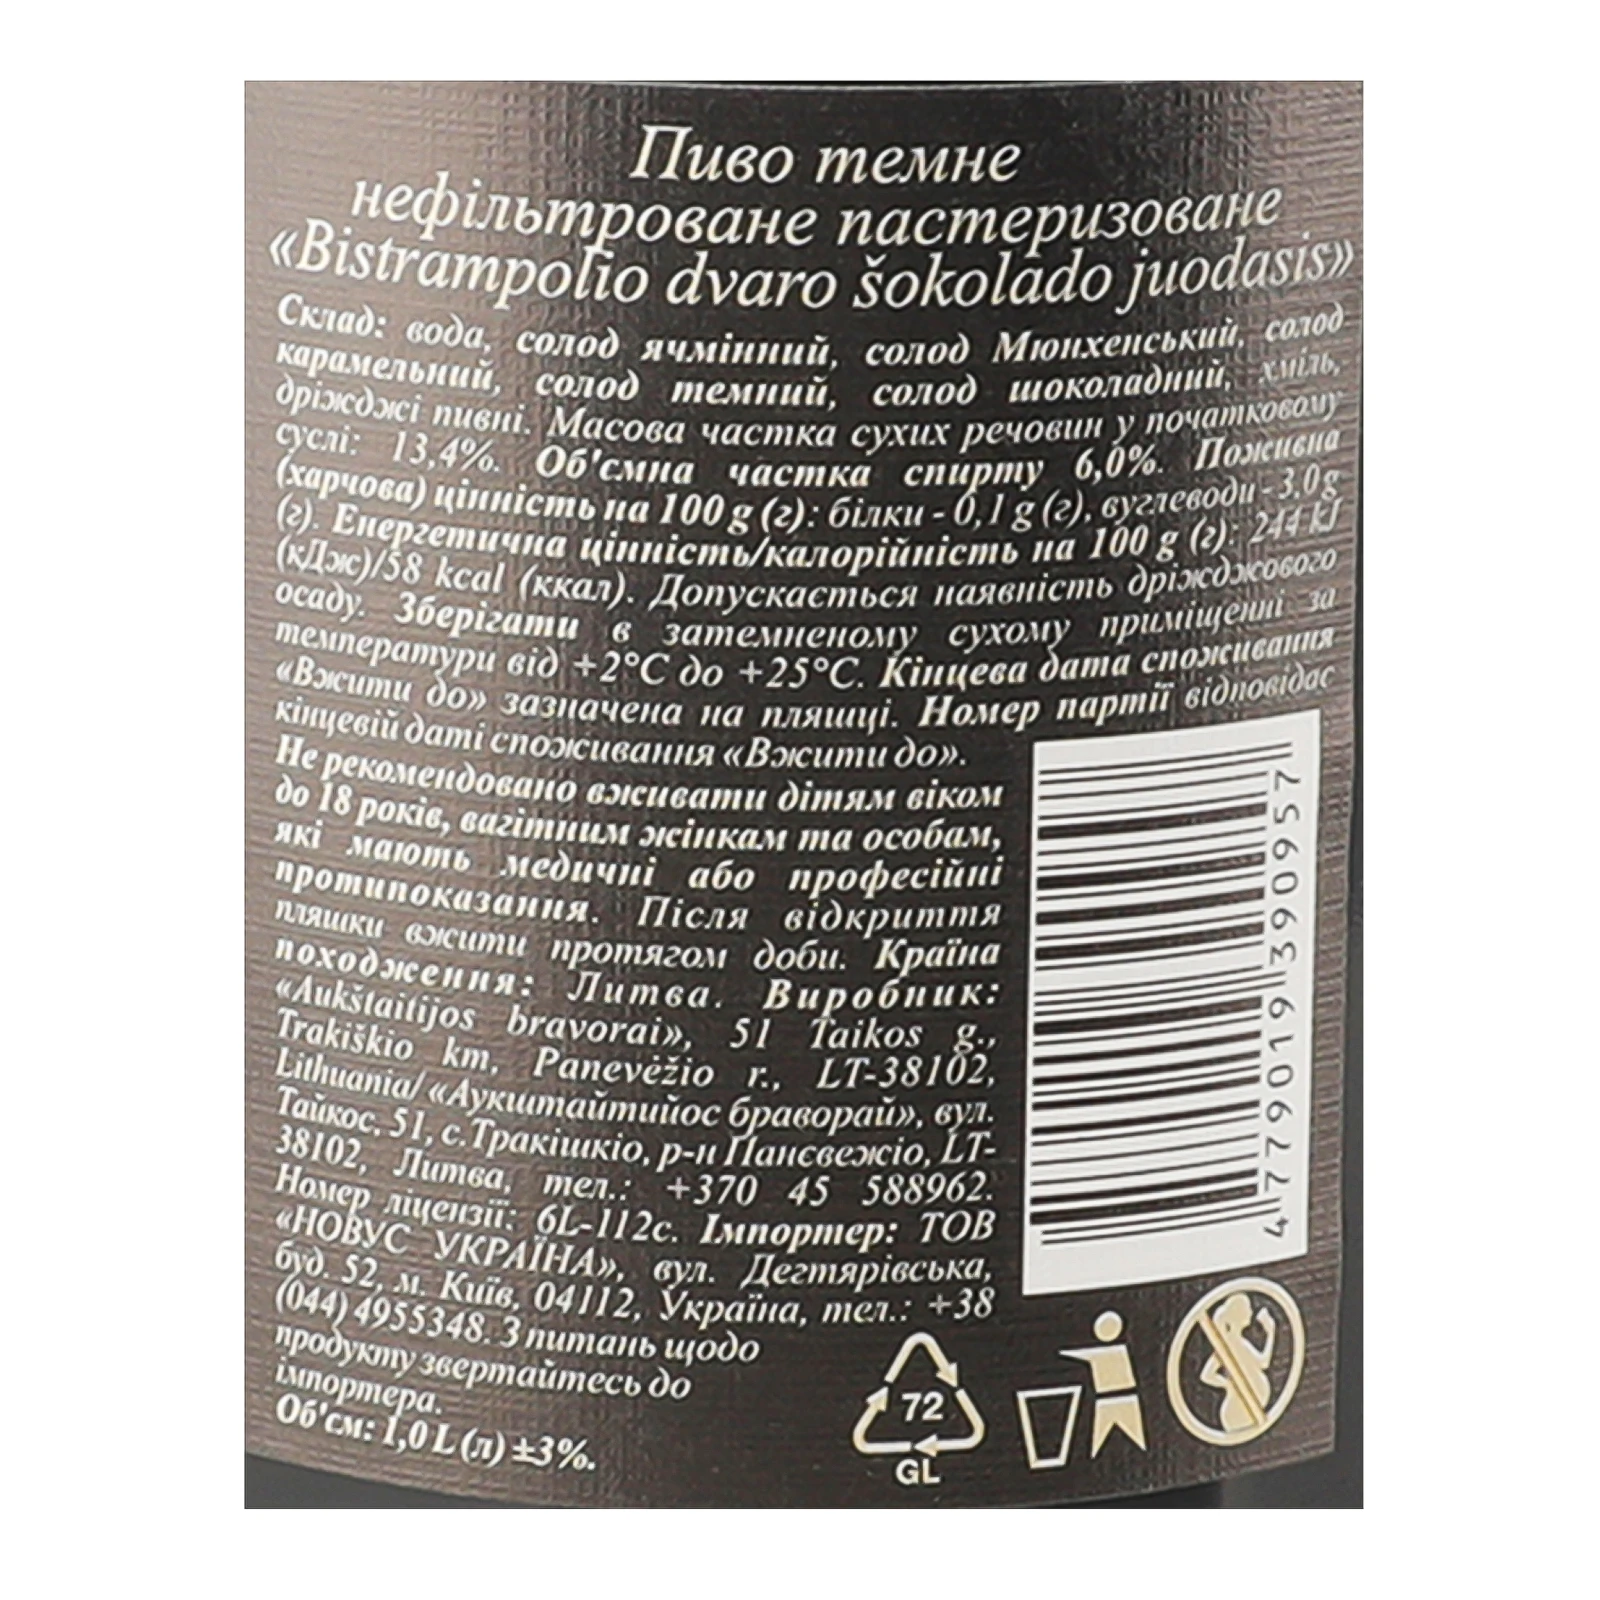 Пиво темне
нефільтроване пастеризоване
«Bistrampolio dvaro šokolado juodasis»
Склад: вода, солод ячмінний, солод Мюнхенський, солод
карамельний, солод темний, солод шоколадний, хміль,
дріжджі пивні. Масова частка сухих речовин у початковому
суслі: 13,4%. Об'ємна частка спирту 6,0%. Поживна
(харчова) цінність на 100 g (г): білки - 0,1 g (г), вуглеводи - 3,0 g
(г). Енергетична цінність/калорійність на 100 g (г): 244 kJ
(кДж)/58 kcal (ккал). Допускається наявність дріжджового
осаду. Зберігати в затемненому сухому приміщенні за
температури від +2°C до +25°C. Кінцева дата споживання
«Вжити до» зазначена на пляшці. Номер партії відповідає
кінцевій даті споживання «Вжити до».
Не рекомендовано вживати дітям віком
до 18 років, вагітним жінкам та особам,
які мають медичні або професійні
протипоказання. Після відкриття
пляшки вжити протягом доби. Країна
походження: Литва. Виробник:
«Aukštaitijos bravorai», 51 Taikos g.,
Trakiškio km, Panevėžio r., LT-38102,
Lithuania/ «Аукштайтийос браворай», вул.
Тайкос, 51, с. Тракішкіо, р-н Панєвежіо, LT-
38102, Литва, тел.: +370 45 588962.
Номер ліцензії: 6L-112c. Імпортер: ТОВ
«НОВУС УКРАЇНА», вул. Дегтярівська,
буд. 52, м. Київ, 04112, Україна, тел.: +38
(044) 4955348. З питань щодо
продукту звертайтесь до
імпортера.
Об'єм: 1,0 L (л) ±3%.
4 779019 390957
72
GL